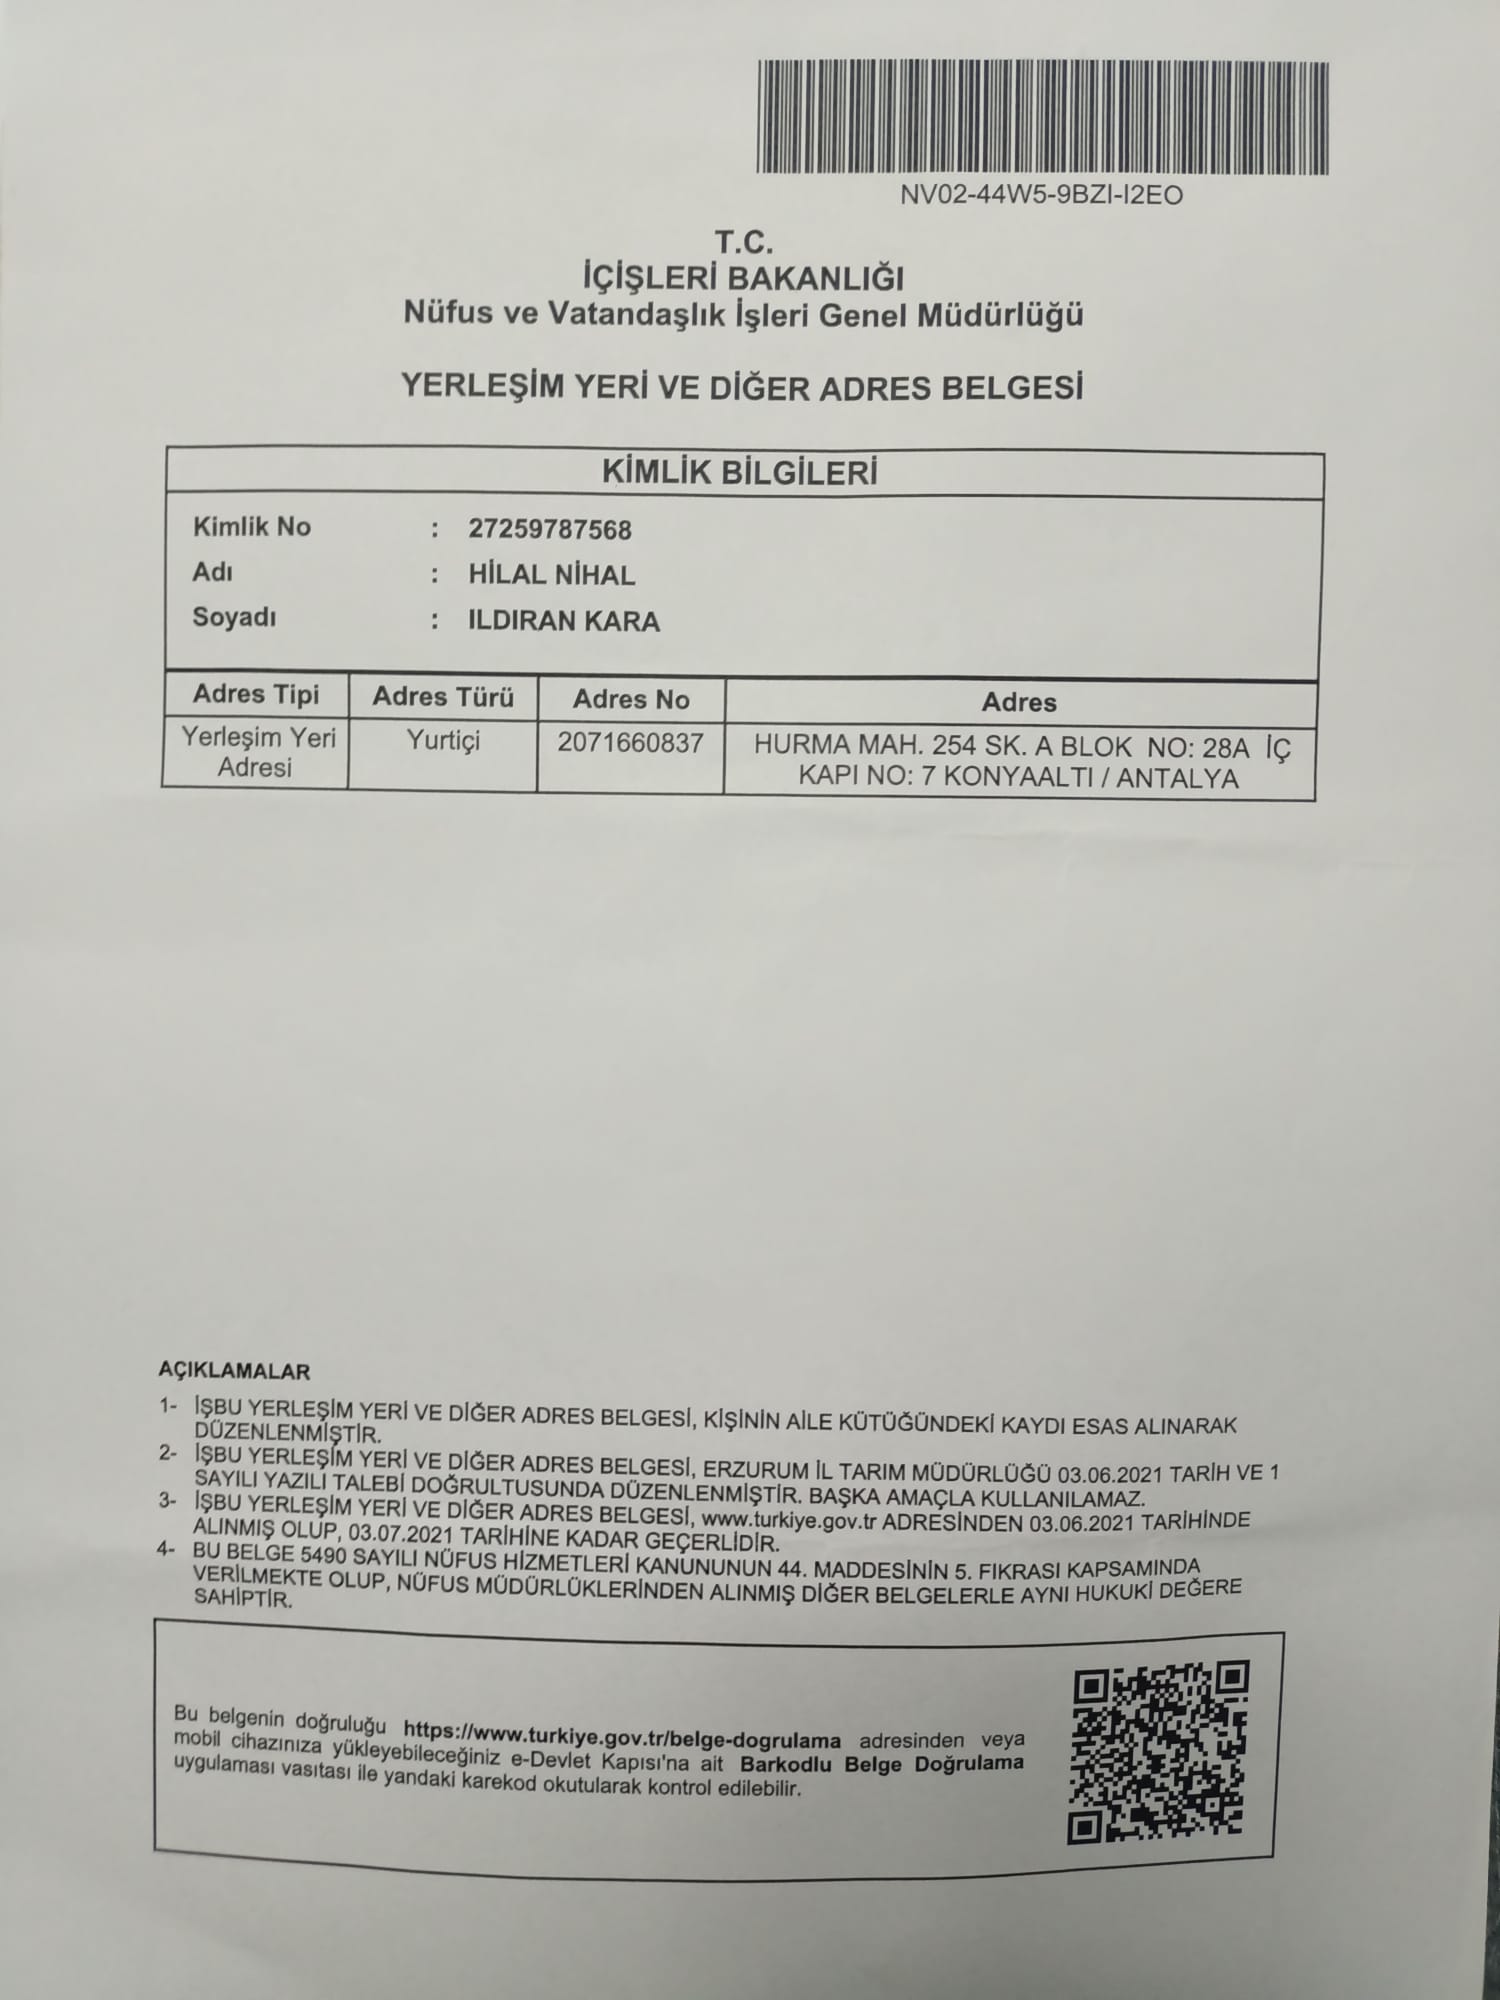 NV02-44W5-9BZI-I2EO
T.C.
İÇİŞLERİ BAKANLIĞI
Nüfus ve Vatandaşlık İşleri Genel Müdürlüğü
YERLEŞİM YERİ VE DİĞER ADRES BELGESİ
KİMLİK BİLGİLERİ
Kimlik No : 27259787568
Adı : HİLAL NİHAL
Soyadı : ILDIRAN KARA
Adres Tipi Adres Türü Adres No Adres
Yerleşim Yeri Yurtiçi 2071660837 HURMA MAH. 254 SK. A BLOK NO: 28A İÇ
Adresi KAPI NO: 7 KONYAALTI / ANTALYA
AÇIKLAMALAR
1- İŞBU YERLEŞİM YERİ VE DİĞER ADRES BELGESİ, KİŞİNİN AİLE KÜTÜĞÜNDEKİ KAYDI ESAS ALINARAK
DÜZENLENMİŞTİR.
2- İŞBU YERLEŞİM YERİ VE DİĞER ADRES BELGESİ, ERZURUM İL TARIM MÜDÜRLÜĞÜ 03.06.2021 TARİH VE 1
SAYILI YAZILI TALEBİ DOĞRULTUSUNDA DÜZENLENMİŞTİR. BAŞKA AMAÇLA KULLANILAMAZ.
3- İŞBU YERLEŞİM YERİ VE DİĞER ADRES BELGESİ, www.turkiye.gov.tr ADRESİNDEN 03.06.2021 TARİHİNDE
ALINMIŞ OLUP, 03.07.2021 TARİHİNE KADAR GEÇERLİDİR.
4- BU BELGE 5490 SAYILI NÜFUS HİZMETLERİ KANUNUNUN 44. MADDESİNİN 5. FIKRASI KAPSAMINDA
VERİLMEKTE OLUP, NÜFUS MÜDÜRLÜKLERİNDEN ALINMIŞ DİĞER BELGELERLE AYNI HUKUKİ DEĞERE
SAHİPTİR.
Bu belgenin doğruluğu https://www.turkiye.gov.tr/belge-dogrulama adresinden veya
mobil cihazınıza yükleyebileceğiniz e-Devlet Kapısı'na ait Barkodlu Belge Doğrulama
uygulaması vasıtası ile yandaki karekod okutularak kontrol edilebilir.